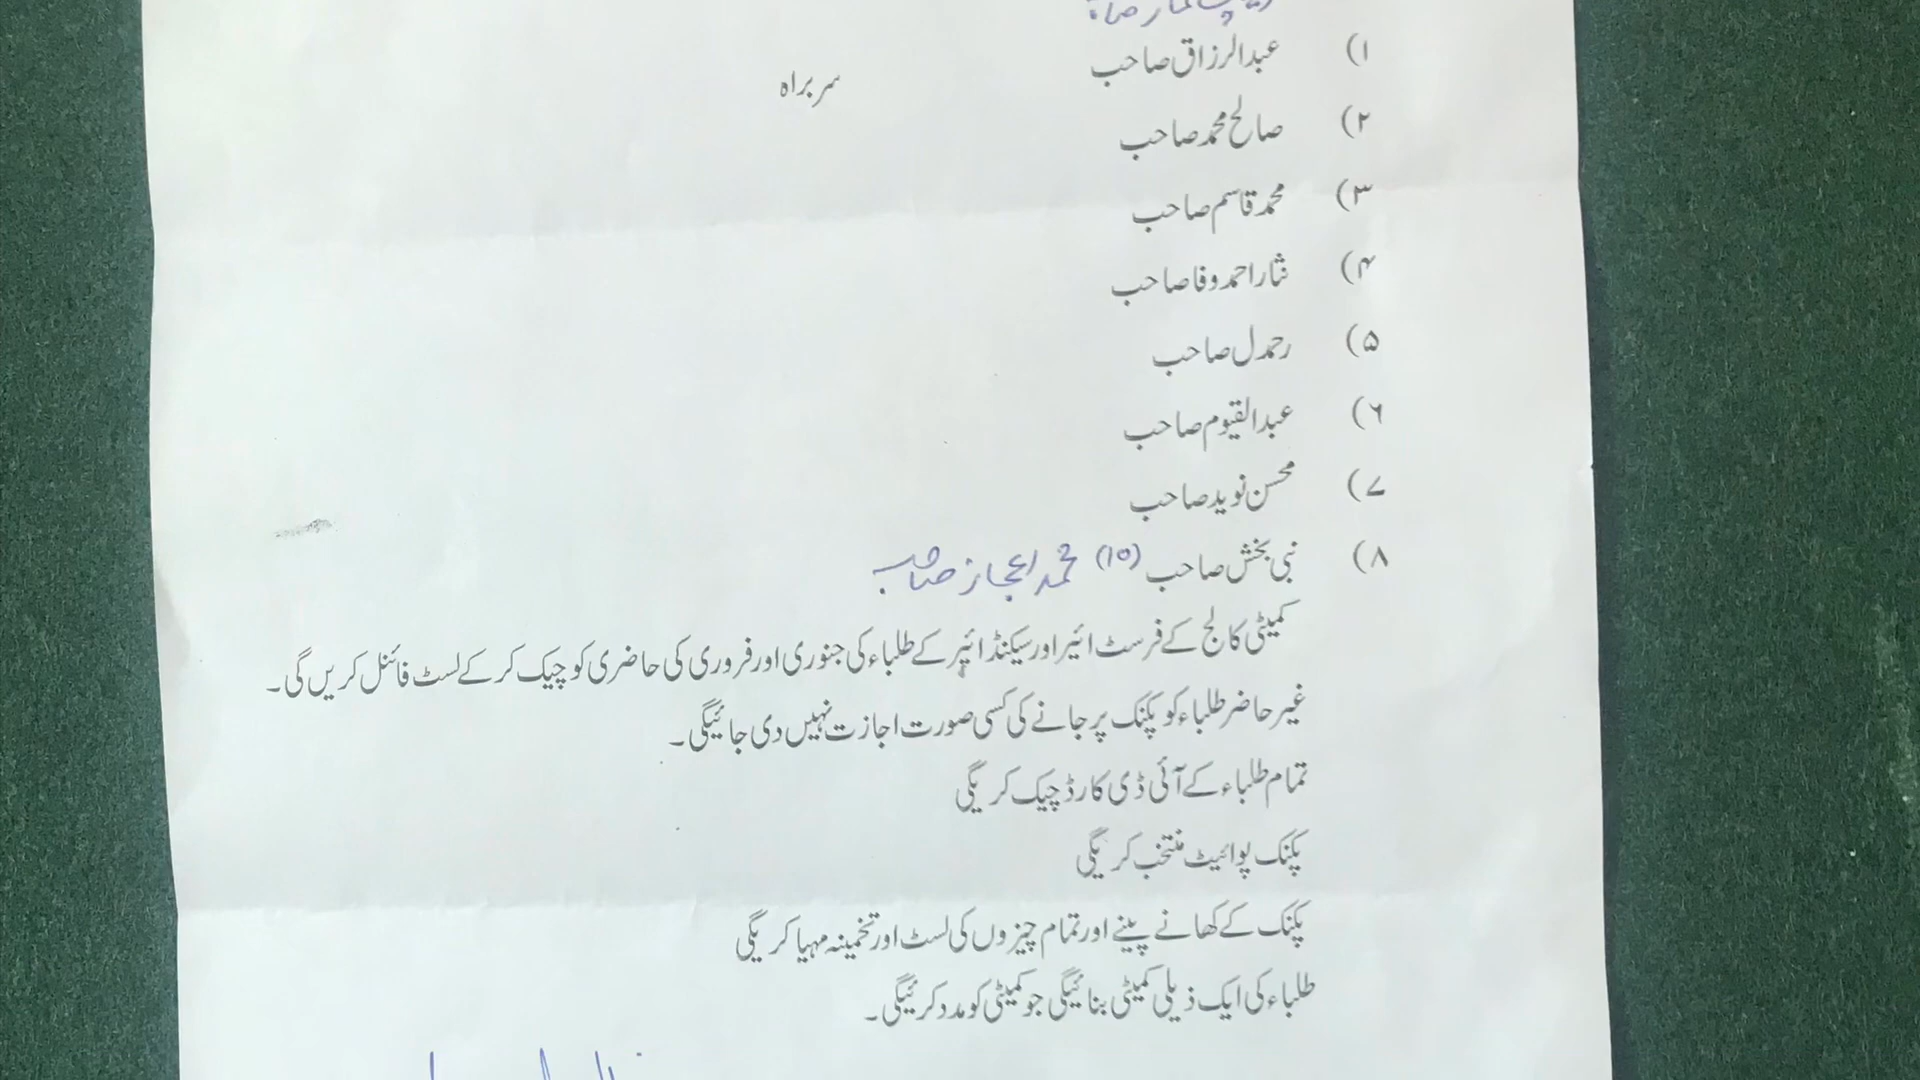 ۱) عبدالرزاق صاحب سربراہ
۲) صالح محمد صاحب
۳) محمد قاسم صاحب
۴) نثار احمد وفا صاحب
۵) رحمدل صاحب
۶) عبدالقیوم صاحب
۷) محسن نوید صاحب
۸) نبی بخش صاحب (10) محمد اعجاز صاحب
کمیٹی کالج کے فرسٹ ائیر اور سیکنڈ ائیر کے طلباء کی جنوری اور فروری کی حاضری کو چیک کر کے لسٹ فائنل کریں گی۔
غیر حاضر طلباء کو پکنک پر جانے کی کسی صورت اجازت نہیں دی جائیگی۔
تمام طلباء کے آئی ڈی کارڈ چیک کریگی
پکنک پوائیٹ منتخب کریگی
پکنک کے کھانے پینے اور تمام چیزوں کی لسٹ اور تخمینہ مہیا کریگی
طلباء کی ایک ذیلی کمیٹی بنائیگی جو کمیٹی کو مدد کرئیگی۔